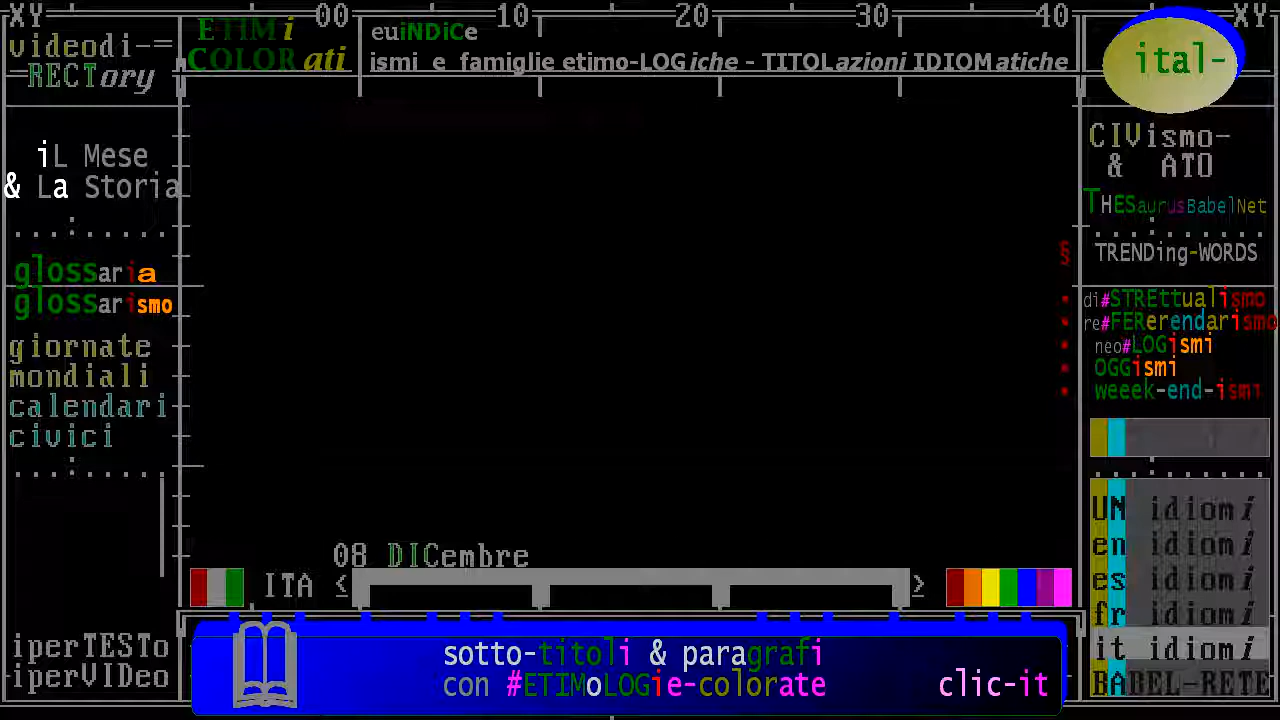 XY 00 10 20 30 40 XY
videodi-=
=RECTory
ETIMi
COLORati
euiNDiCe
ismi e famiglie etimo-LOGiche - TITOLazioni IDIOMatiche
ital-
iL Mese
& La Storia
...:.....
glossaria
glossarismo
giornate
mondiali
calendari
civici
...:.....
iperTESTo
-iperVIDeo
§
08 DICembre
ITA < >
sotto-titoli & paragrafi
con #ETIMoLOGie-colorate
clic-it
CIVismo-
& ATO
THESaurusBabelNet
...:......
TRENDing-WORDS
di#STREttualismo
re#FERerendarismo
neo#LOGismi
OGGismi
weeek-end-ismi
UN idiomi
en idiomi
es idiomi
fr idiomi
it idiomi
BABEL-RETE